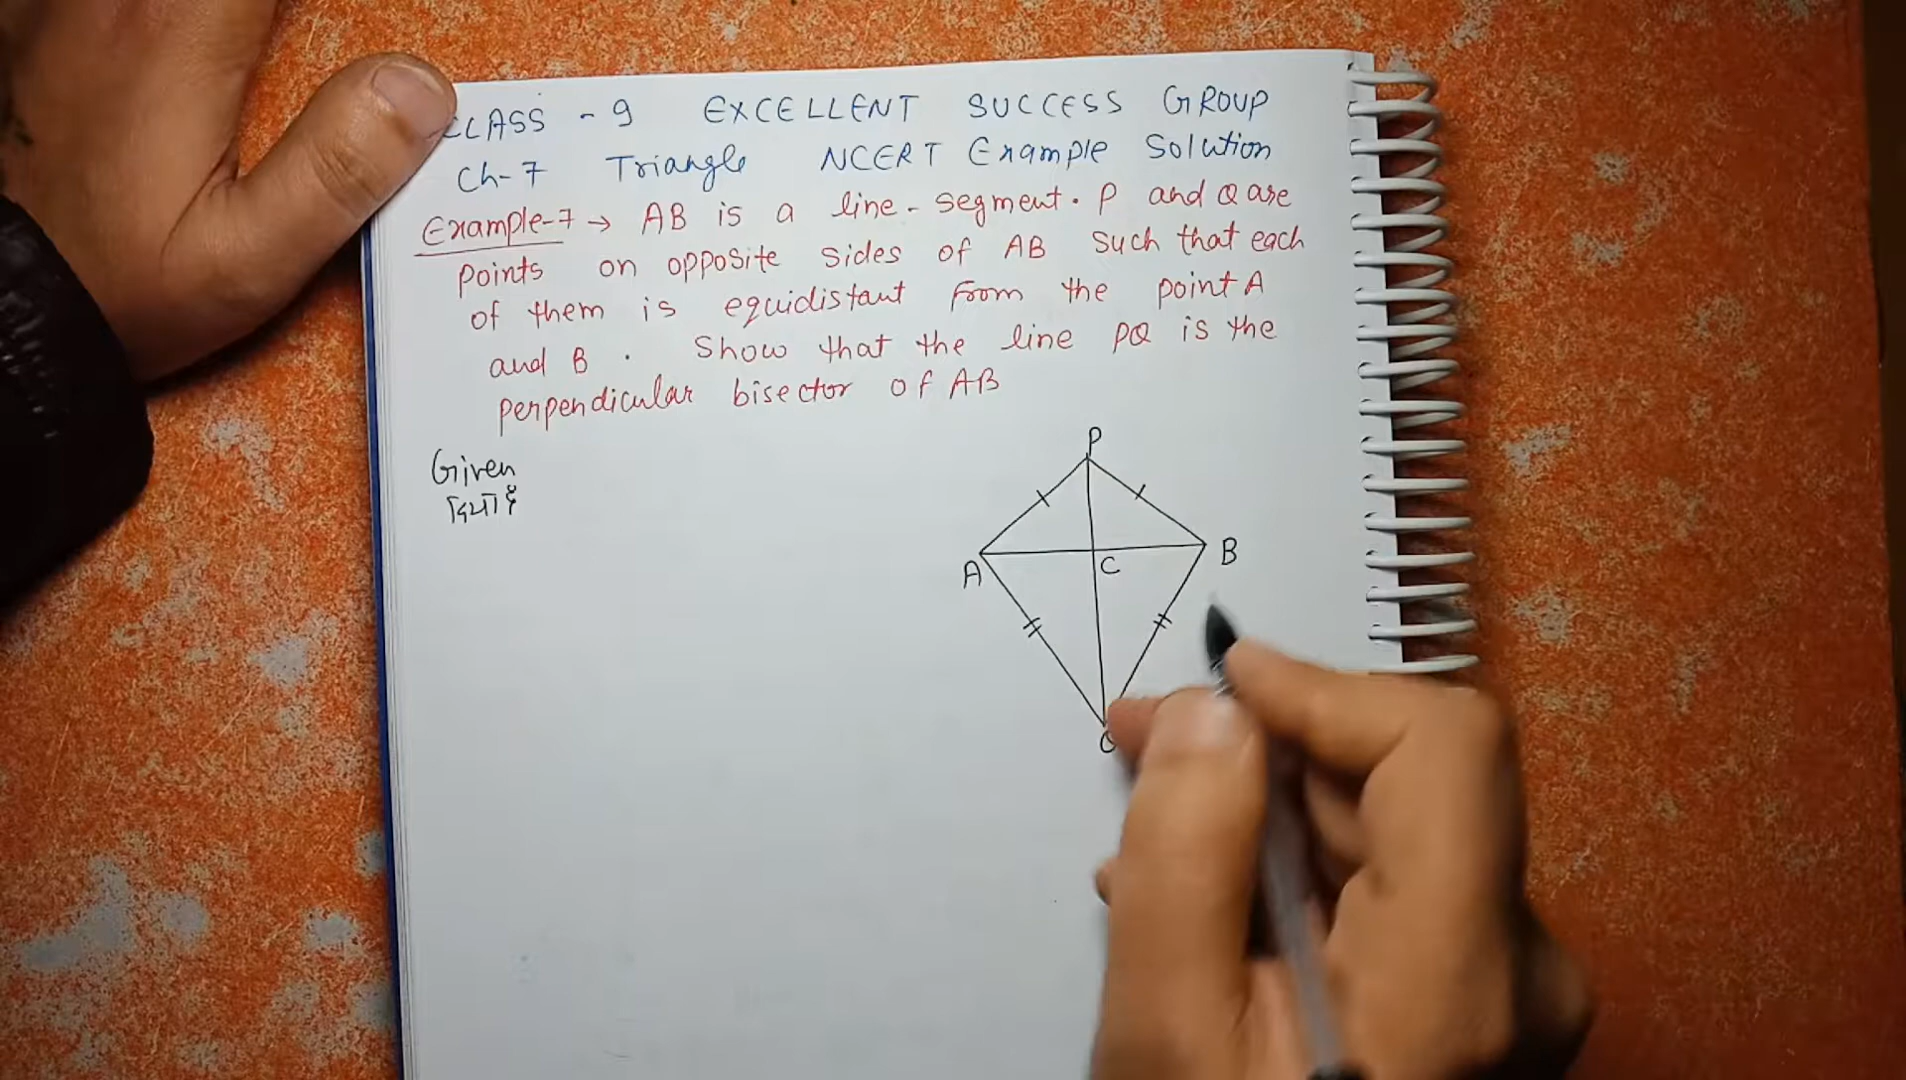 CLASS - 9 EXCELLENT SUCCESS GROUP
Ch-7 Triangle NCERT Example Solution
Example-7 → AB is a line-segment. P and Q are
points on opposite sides of AB such that each
of them is equidistant from the point A
and B. Show that the line PQ is the
perpendicular bisector of AB
P
Given
दिया है
A
C
B